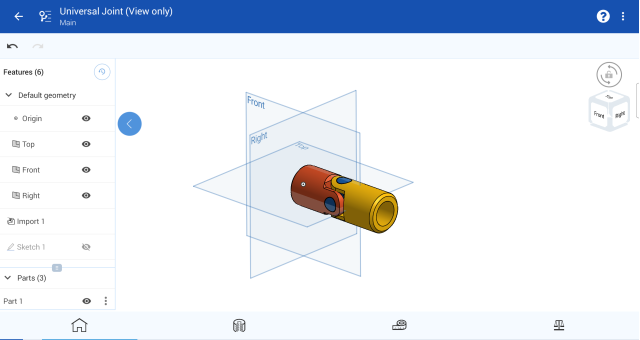 Universal Joint (View only)
Main
Features (6)
Default geometry
Origin
Top
Front
Right
Import 1
Sketch 1
Parts (3)
Part 1
Front
Right
Front
Right